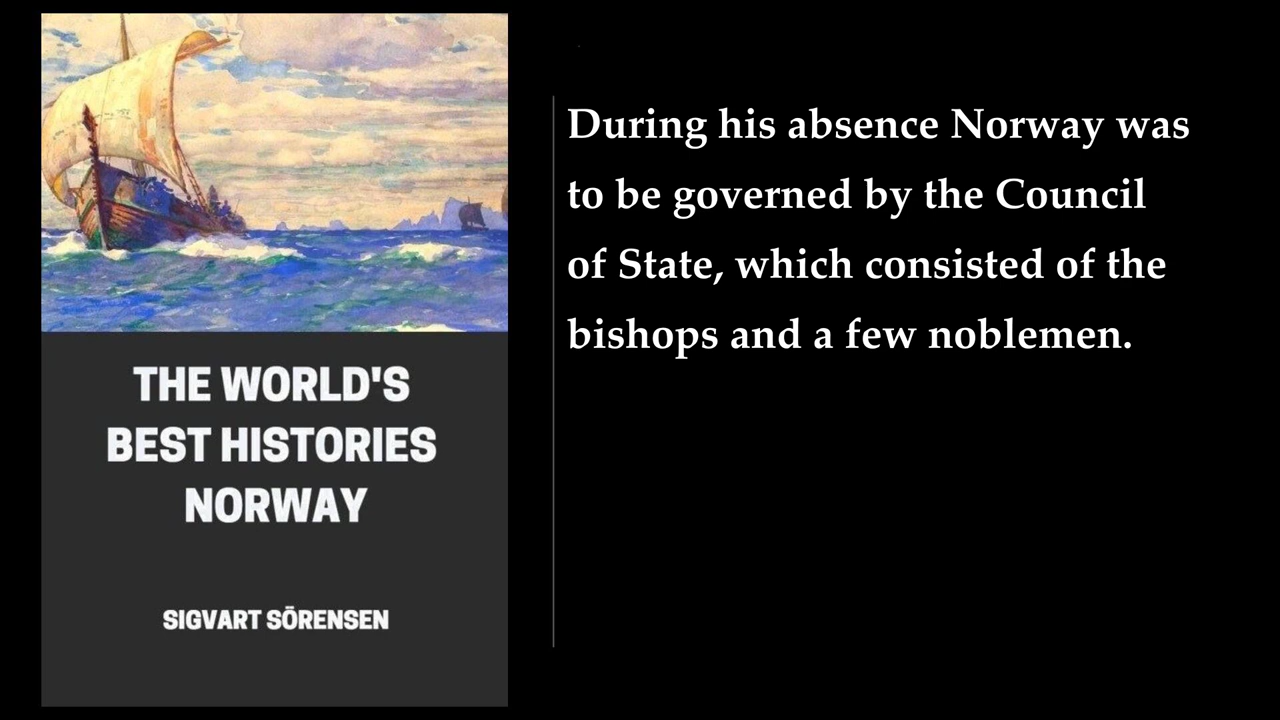 THE WORLD'S
BEST HISTORIES
NORWAY
SIGVART SÖRENSEN
During his absence Norway was
to be governed by the Council
of State, which consisted of the
bishops and a few noblemen.